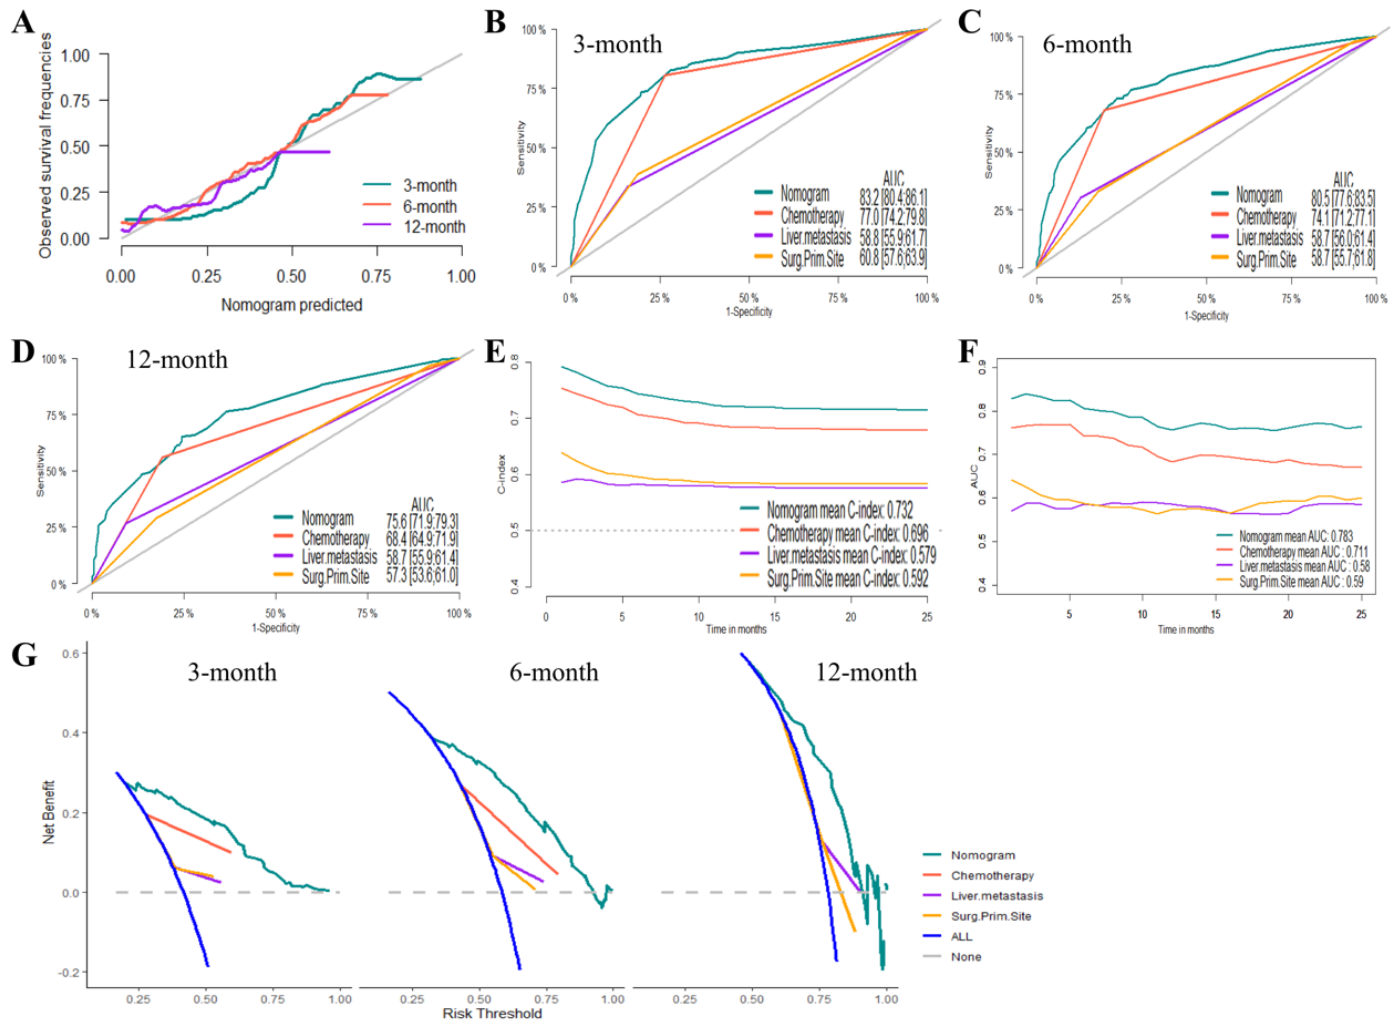 A
Observed survival frequencies
1.00
0.75
0.50
0.25
0.00
0.00
0.25
0.50
0.75
1.00
Nomogram predicted
3-month
6-month
12-month
B
3-month
Sensitivity
100 %
75 %
50 %
25 %
0 %
0 %
25 %
50 %
75 %
100 %
1-Specificity
AUC
Nomogram 83.2 [80.4;86.1]
Chemotherapy 77.0 [74.2;79.8]
Liver.metastasis 58.8 [55.9;61.7]
Surg.Prim.Site 60.8 [57.6;63.9]
C
6-month
Sensitivity
100 %
75 %
50 %
25 %
0 %
0 %
25 %
50 %
75 %
100 %
1-Specificity
AUC
Nomogram 80.5 [77.6;83.5]
Chemotherapy 74.1 [71.2;77.1]
Liver.metastasis 58.7 [56.0;61.4]
Surg.Prim.Site 58.7 [55.7;61.8]
D
12-month
Sensitivity
100 %
75 %
50 %
25 %
0 %
0 %
25 %
50 %
75 %
100 %
1-Specificity
AUC
Nomogram 75.6 [71.9;79.3]
Chemotherapy 68.4 [64.9;71.9]
Liver.metastasis 58.7 [55.9;61.4]
Surg.Prim.Site 57.3 [53.6;61.0]
E
C-index
0.8
0.7
0.6
0.5
0.4
0
5
10
15
20
25
Time in months
Nomogram mean C-index: 0.732
Chemotherapy mean C-index: 0.696
Liver.metastasis mean C-index: 0.579
Surg.Prim.Site mean C-index: 0.592
F
AUC
0.9
0.8
0.7
0.6
0.5
0.4
5
10
15
20
25
Time in months
Nomogram mean AUC: 0.783
Chemotherapy mean AUC : 0.711
Liver.metastasis mean AUC : 0.58
Surg.Prim.Site mean AUC : 0.59
G
3-month
6-month
12-month
Net Benefit
0.6
0.4
0.2
0.0
-0.2
0.25
0.50
0.75
1.00
0.25
0.50
0.75
1.00
0.25
0.50
0.75
1.00
Risk Threshold
Nomogram
Chemotherapy
Liver.metastasis
Surg.Prim.Site
ALL
None